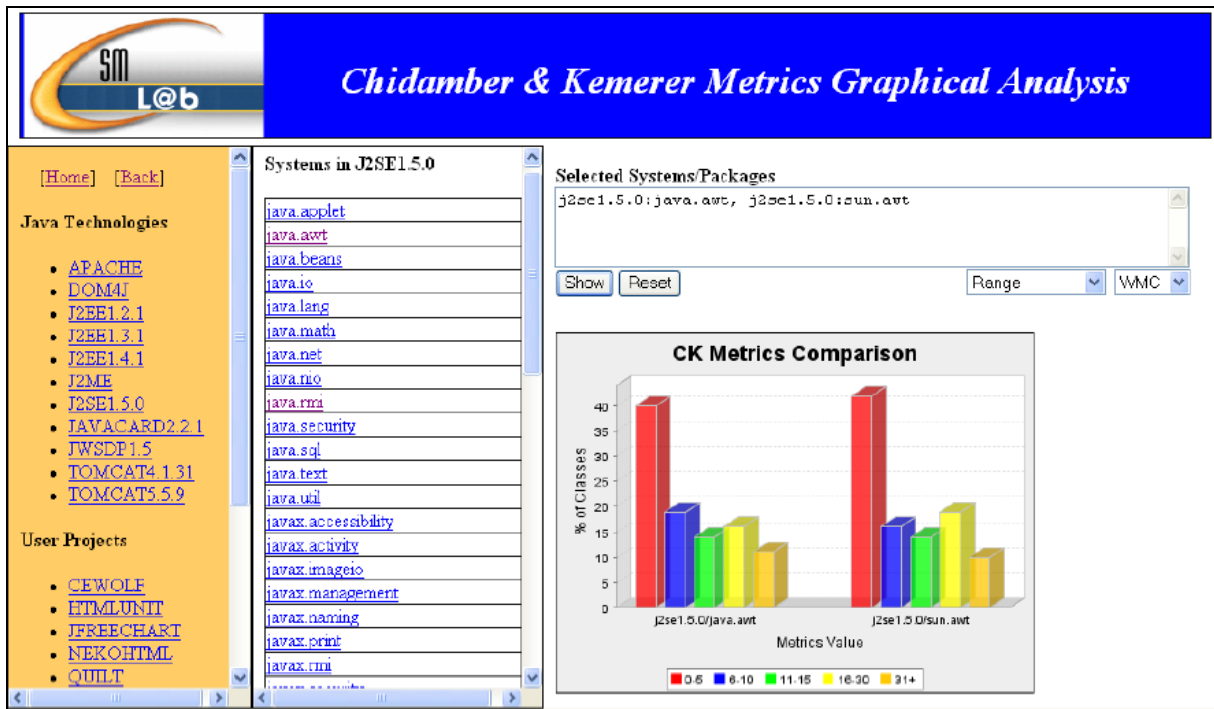 SM
L@b
Chidamber & Kemerer Metrics Graphical Analysis
[Home] [Back]
Java Technologies
APACHE
DOM4J
J2EE1.2.1
J2EE1.3.1
J2EE1.4.1
J2ME
J2SE1.5.0
JAVACARD2.2.1
JWSDP1.5
TOMCAT4.1.31
TOMCAT5.5.9
User Projects
CEWOLF
HTMLUNIT
JFREECHART
NEKOHTML
QUILT
Systems in J2SE1.5.0
java.applet
java.awt
java.beans
java.io
java.lang
java.math
java.net
java.nio
java.rmi
java.security
java.sql
java.text
java.util
javax.accessibility
javax.activity
javax.imageio
javax.management
javax.naming
javax.print
javax.rmi
Selected Systems/Packages
j2se1.5.0:java.awt, j2se1.5.0:sun.awt
Show Reset Range WMC
CK Metrics Comparison
% of Classes
40
35
30
25
20
15
10
5
0
j2se1.5.0/java.awt j2se1.5.0/sun.awt
Metrics Value
0-5 6-10 11-15 16-30 31+